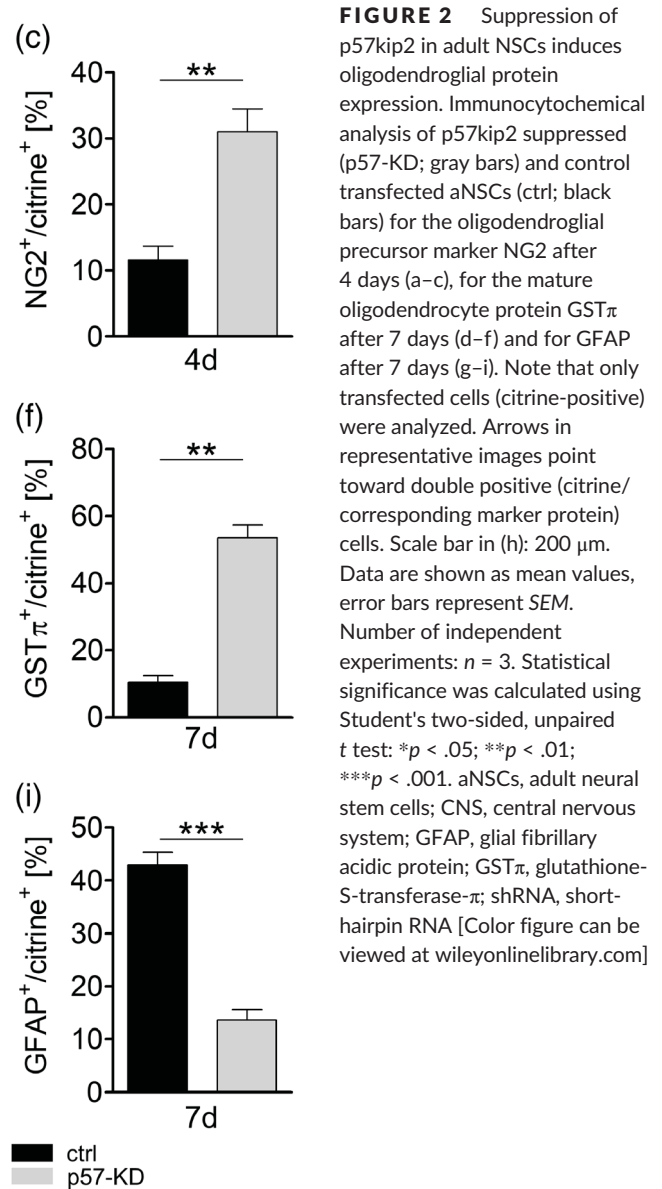 (c)
NG2+/citrine+ [%]
40
30
20
10
0
**
4d
(f)
GSTπ+/citrine+ [%]
80
60
40
20
0
**
7d
(i)
GFAP+/citrine+ [%]
50
40
30
20
10
0
***
7d
ctrl
p57-KD
FIGURE 2 Suppression of
p57kip2 in adult NSCs induces
oligodendroglial protein
expression. Immunocytochemical
analysis of p57kip2 suppressed
(p57-KD; gray bars) and control
transfected aNSCs (ctrl; black
bars) for the oligodendroglial
precursor marker NG2 after
4 days (a–c), for the mature
oligodendrocyte protein GSTπ
after 7 days (d–f) and for GFAP
after 7 days (g–i). Note that only
transfected cells (citrine-positive)
were analyzed. Arrows in
representative images point
toward double positive (citrine/
corresponding marker protein)
cells. Scale bar in (h): 200 μm.
Data are shown as mean values,
error bars represent SEM.
Number of independent
experiments: n = 3. Statistical
significance was calculated using
Student's two-sided, unpaired
t test: *p < .05; **p < .01;
***p < .001. aNSCs, adult neural
stem cells; CNS, central nervous
system; GFAP, glial fibrillary
acidic protein; GSTπ, glutathione-
S-transferase-π; shRNA, short-
hairpin RNA [Color figure can be
viewed at wileyonlinelibrary.com]